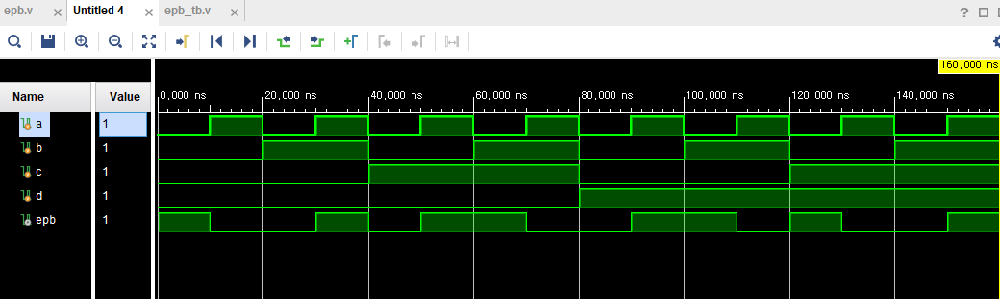 epb.v Untitled 4 epb_tb.v
160,000 ns
Name Value
0,000 ns 20,000 ns 40,000 ns 60,000 ns 80,000 ns 100,000 ns 120,000 ns 140,000 ns
a 1
b 1
c 1
d 1
epb 1